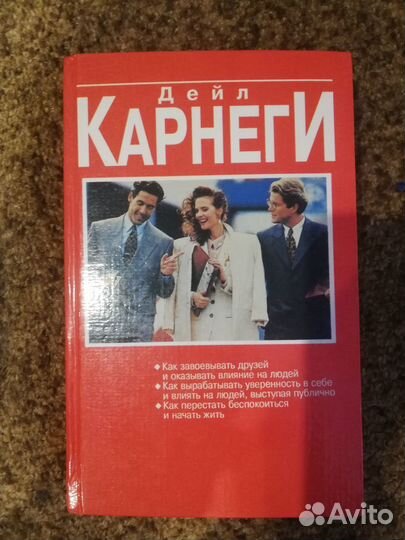 Дейл
КАРНЕГИ
◆ Как завоевывать друзей
и оказывать влияние на людей
◆ Как вырабатывать уверенность в себе
и влиять на людей, выступая публично
◆ Как перестать беспокоиться
и начать жить
Avito